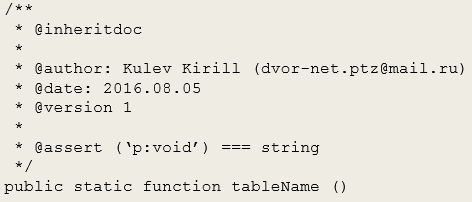 /**
 * @inheritdoc
 *
 * @author: Kulev Kirill (dvor-net.ptz@mail.ru)
 * @date: 2016.08.05
 * @version 1
 *
 * @assert (‘p:void’) === string
 */
public static function tableName ()